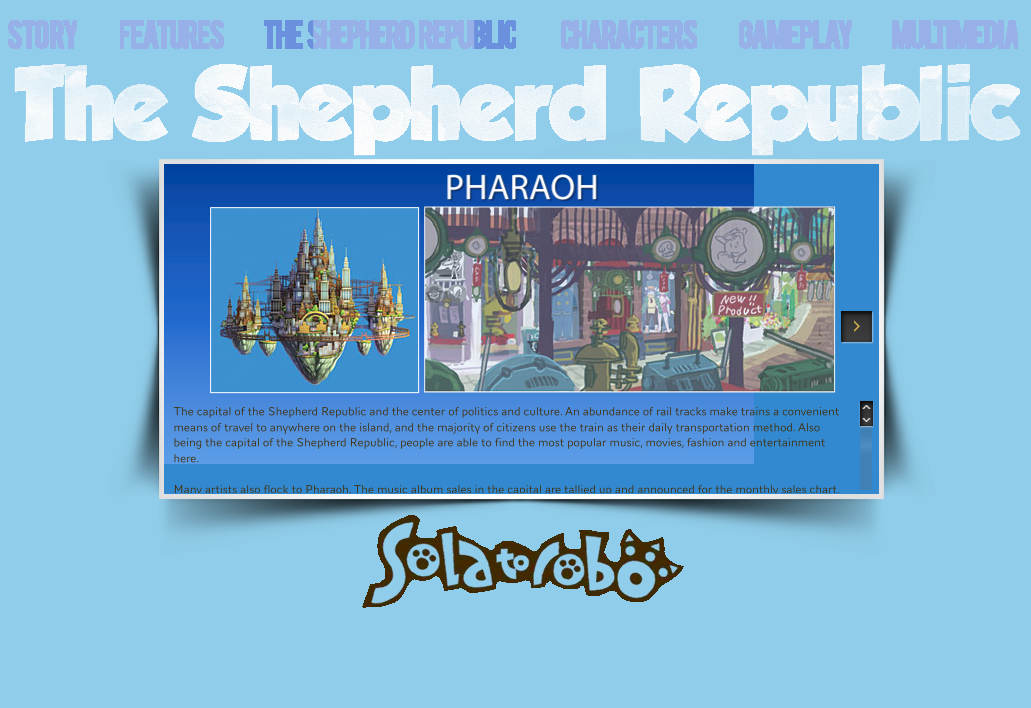 STORY FEATURES THE SHEPHERD REPUBLIC CHARACTERS GAMEPLAY MULTIMEDIA
The Shepherd Republic
PHARAOH
New!!
Product
The capital of the Shepherd Republic and the center of politics and culture. An abundance of rail tracks make trains a convenient
means of travel to anywhere on the island, and the majority of citizens use the train as their daily transportation method. Also
being the capital of the Shepherd Republic, people are able to find the most popular music, movies, fashion and entertainment
here.
Many artists also flock to Pharaoh. The music album sales in the capital are tallied up and announced for the monthly sales chart.
Solatorobo